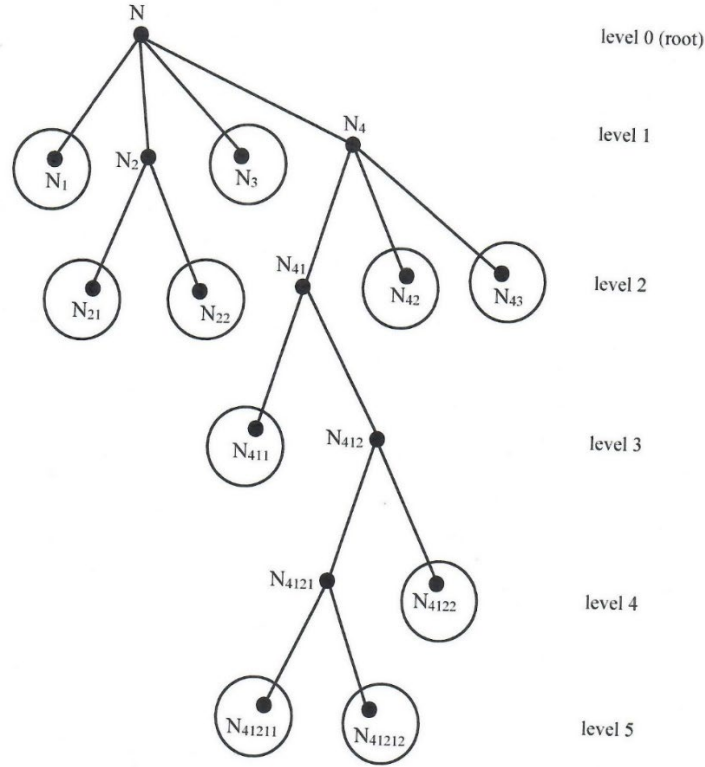 N
level 0 (root)
N₄
level 1
N₁
N₂
N₃
N₄₁
level 2
N₂₁
N₂₂
N₄₂
N₄₃
N₄₁₁
N₄₁₂
level 3
N₄₁₂₁
N₄₁₂₂
level 4
N₄₁₂₁₁
N₄₁₂₁₂
level 5